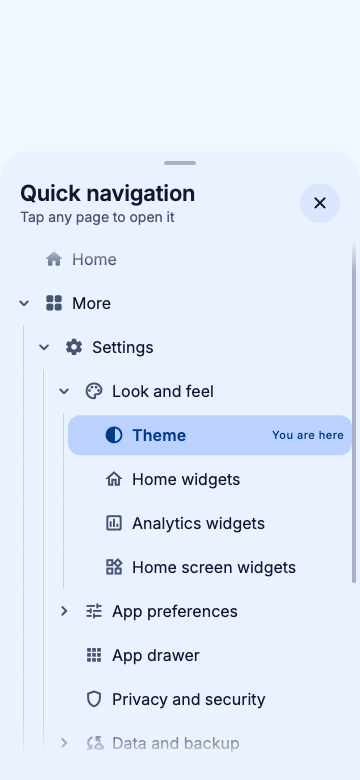 Quick navigation
Tap any page to open it
Home
More
Settings
Look and feel
Theme You are here
Home widgets
Analytics widgets
Home screen widgets
App preferences
App drawer
Privacy and security
Data and backup